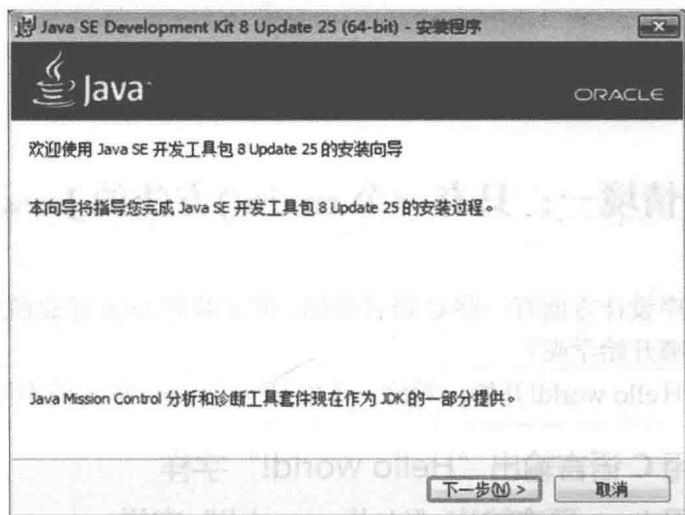 Java SE Development Kit 8 Update 25 (64-bit) - 安装程序
Java
ORACLE
欢迎使用 Java SE 开发工具包 8 Update 25 的安装向导
本向导将指导您完成 Java SE 开发工具包 8 Update 25 的安装过程。
Java Mission Control 分析和诊断工具套件现在作为 JDK 的一部分提供。
下一步(N) >
取消